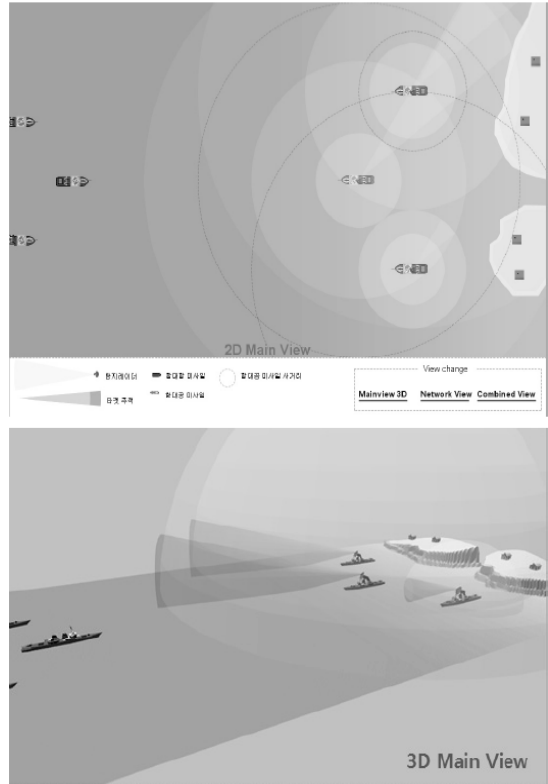 2D Main View
탐지레이더
함대함 미사일
함대공 미사일 사거리
타겟 추적
함대공 미사일
View change
Mainview 3D Network View Combined View
3D Main View